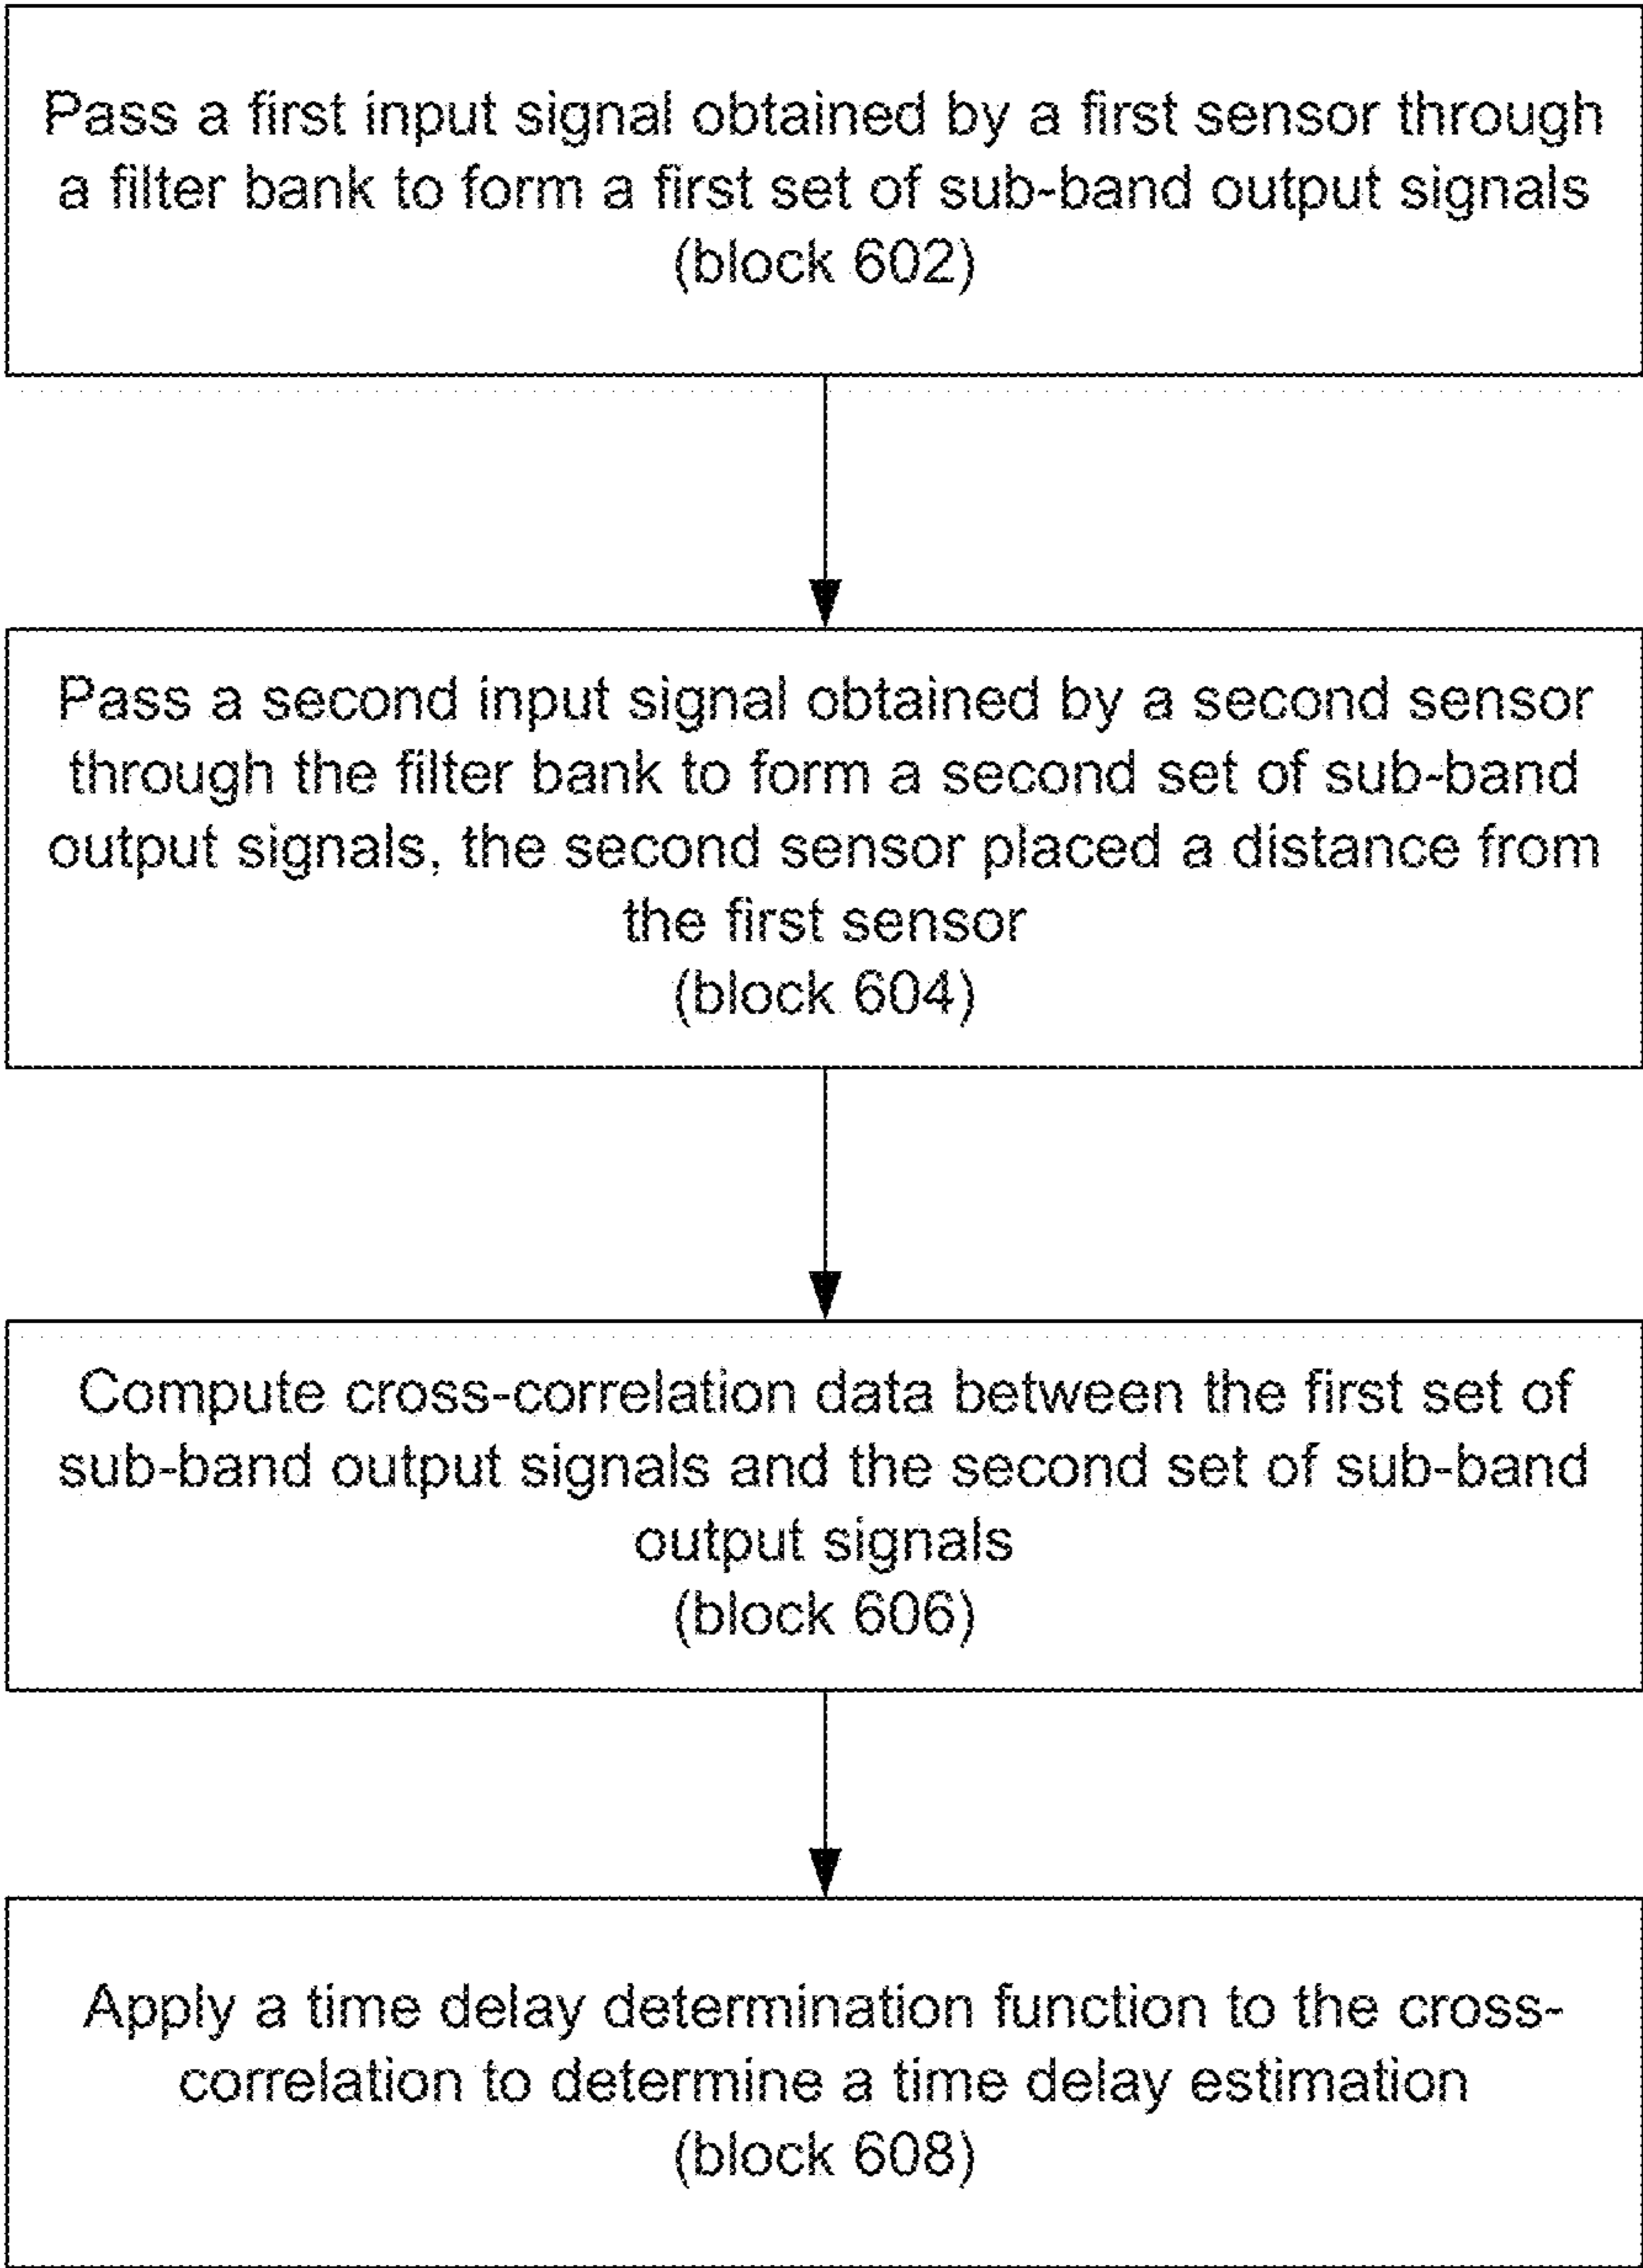 Pass a first input signal obtained by a first sensor through
a filter bank to form a first set of sub-band output signals
(block 602)
Pass a second input signal obtained by a second sensor
through the filter bank to form a second set of sub-band
output signals, the second sensor placed a distance from
the first sensor
(block 604)
Compute cross-correlation data between the first set of
sub-band output signals and the second set of sub-band
output signals
(block 606)
Apply a time delay determination function to the cross-
correlation to determine a time delay estimation
(block 608)